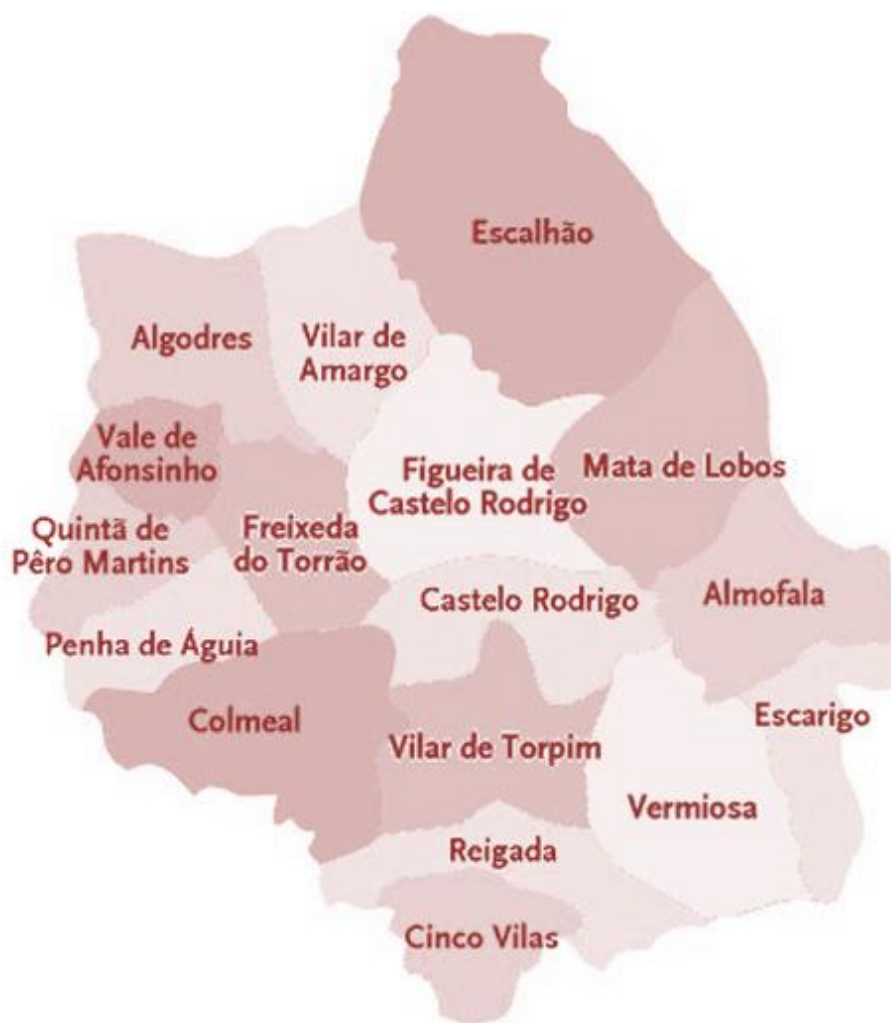 Escalhão
Algodres
Vilar de
Amargo
Vale de
Afonsinho
Figueira de
Castelo Rodrigo
Mata de Lobos
Quintã de
Pêro Martins
Freixeda
do Torrão
Castelo Rodrigo
Almofala
Penha de Águia
Colmeal
Vilar de Torpim
Escarigo
Vermiosa
Reigada
Cinco Vilas